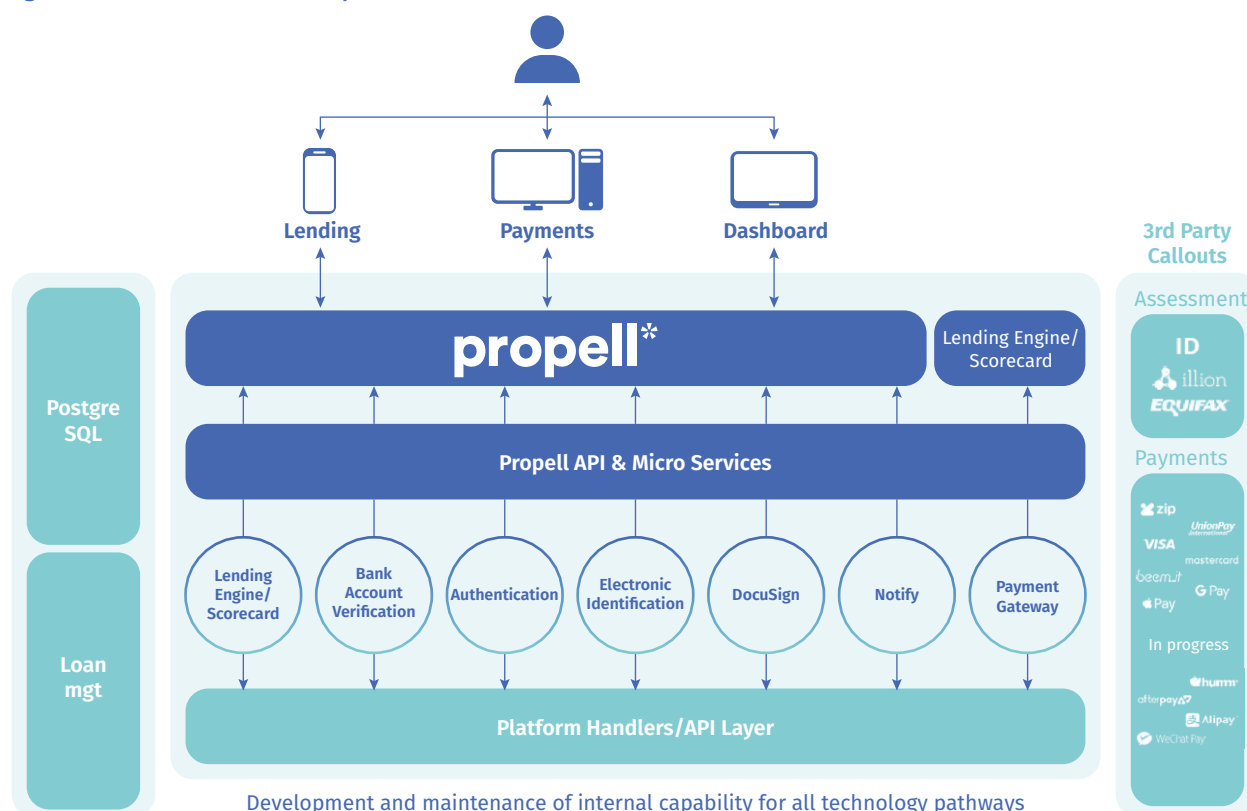 Lending
Payments
Dashboard
3rd Party
Callouts
Postgre
SQL
Loan
mgt
propell*
Lending Engine/
Scorecard
Propell API & Micro Services
Lending
Engine/
Scorecard
Bank
Account
Verification
Authentication
Electronic
Identification
DocuSign
Notify
Payment
Gateway
Platform Handlers/API Layer
Development and maintenance of internal capability for all technology pathways
Assessment
ID
illion
EQUIFAX
Payments
zip
UnionPay
International
VISA
mastercard
beem it
G Pay
Pay
In progress
humm
afterpay
Alipay
WeChat Pay